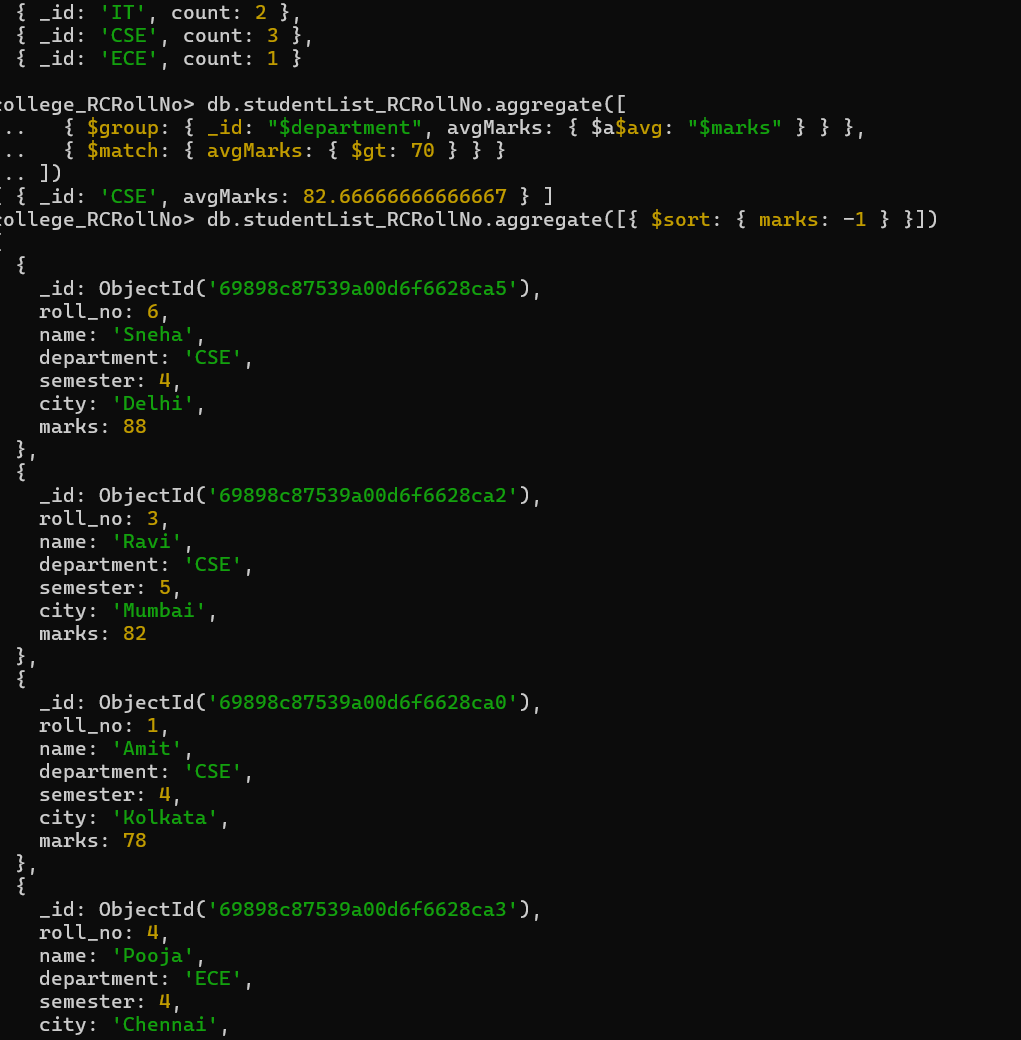 { _id: 'IT', count: 2 },
{ _id: 'CSE', count: 3 },
{ _id: 'ECE', count: 1 }
college_RCRollNo> db.studentList_RCRollNo.aggregate([
..   { $group: { _id: "$department", avgMarks: { $a$avg: "$marks" } } },
..   { $match: { avgMarks: { $gt: 70 } } }
.. ])
[ { _id: 'CSE', avgMarks: 82.66666666666667 } ]
college_RCRollNo> db.studentList_RCRollNo.aggregate([{ $sort: { marks: -1 } }])
[
{
_id: ObjectId('69898c87539a00d6f6628ca5'),
roll_no: 6,
name: 'Sneha',
department: 'CSE',
semester: 4,
city: 'Delhi',
marks: 88
},
{
_id: ObjectId('69898c87539a00d6f6628ca2'),
roll_no: 3,
name: 'Ravi',
department: 'CSE',
semester: 5,
city: 'Mumbai',
marks: 82
},
{
_id: ObjectId('69898c87539a00d6f6628ca0'),
roll_no: 1,
name: 'Amit',
department: 'CSE',
semester: 4,
city: 'Kolkata',
marks: 78
},
{
_id: ObjectId('69898c87539a00d6f6628ca3'),
roll_no: 4,
name: 'Pooja',
department: 'ECE',
semester: 4,
city: 'Chennai',